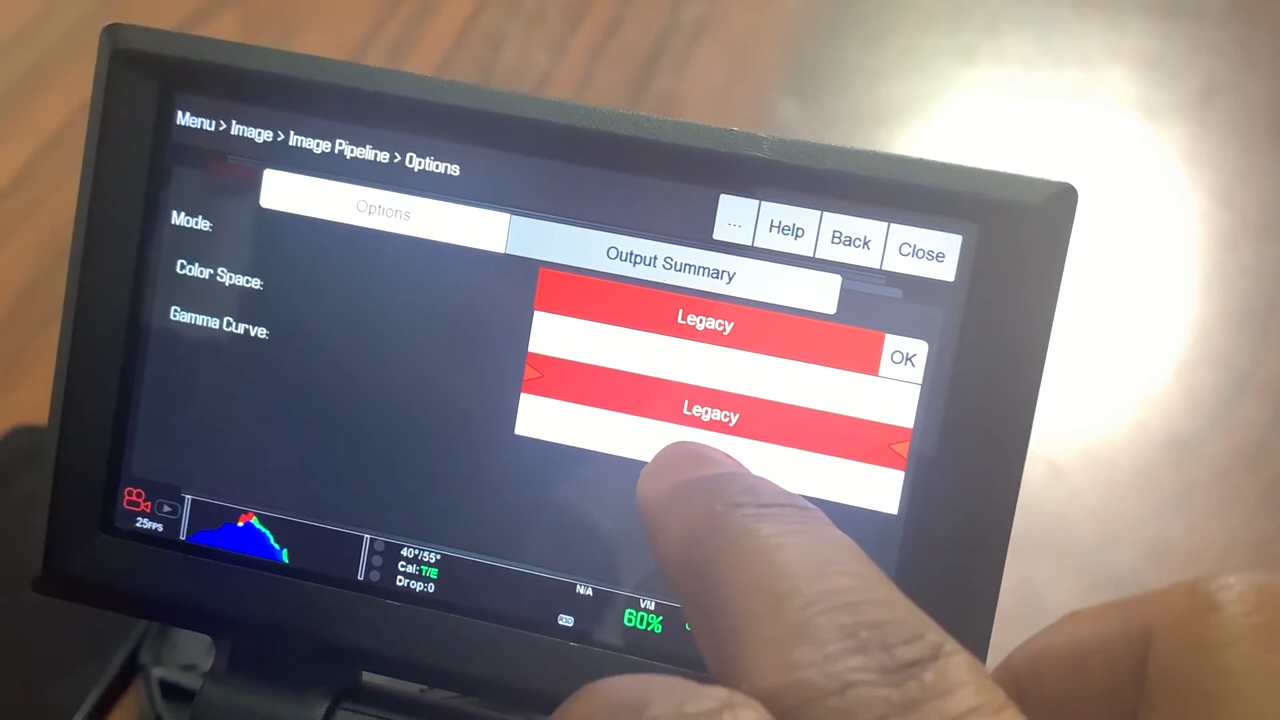 Menu > Image > Image Pipeline > Options
Options
Output Summary
...
Help
Back
Close
Mode:
Color Space:
Gamma Curve:
Legacy
OK
Legacy
25FPS
40°/55°
Cal:T/E
Drop:0
N/A
R3D
VM
60%